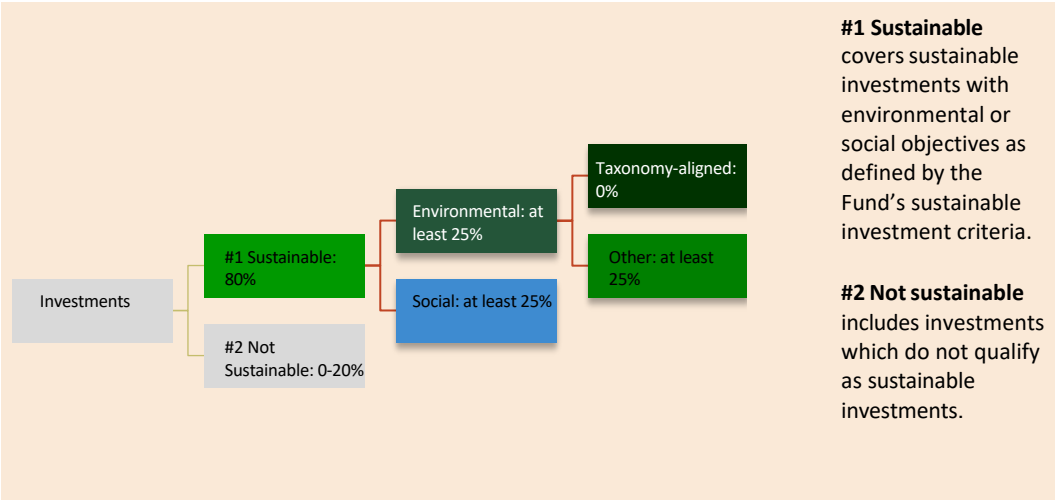 Investments
#1 Sustainable:
80%
#2 Not
Sustainable: 0-20%
Environmental: at
least 25%
Social: at least 25%
Taxonomy-aligned:
0%
Other: at least
25%
#1 Sustainable
covers sustainable
investments with
environmental or
social objectives as
defined by the
Fund’s sustainable
investment criteria.
#2 Not sustainable
includes investments
which do not qualify
as sustainable
investments.